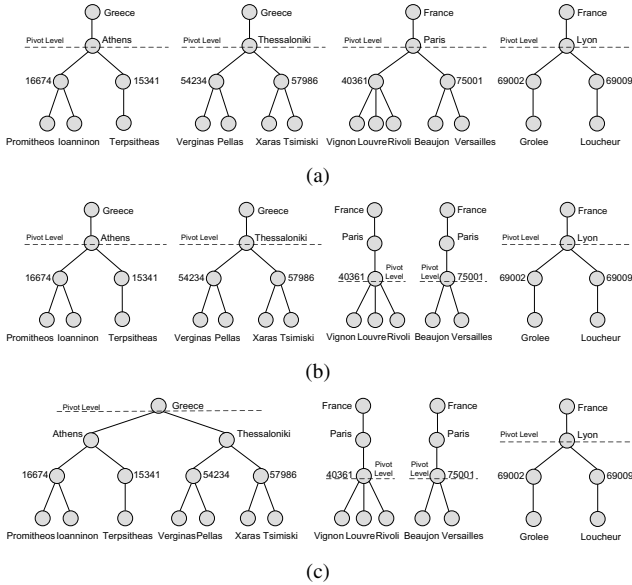 Greece Greece France France
Pivot Level Athens Pivot Level Thessaloniki Pivot Level Paris Pivot Level Lyon
16674 15341 54234 57986 40361 75001 69002 69009
Promitheos Ioanninon Terpsitheas Verginas Pellas Xaras Tsimiski Vignon Louvre Rivoli Beaujon Versailles Grolee Loucheur
(a)
Greece Greece France France France
Pivot Level Athens Pivot Level Thessaloniki Paris Paris Pivot Level Lyon
16674 15341 54234 57986 40361 Pivot Level Pivot Level 75001 69002 69009
Promitheos Ioanninon Terpsitheas Verginas Pellas Xaras Tsimiski Vignon Louvre Rivoli Beaujon Versailles Grolee Loucheur
(b)
Pivot Level Greece France France France
Athens Thessaloniki Paris Paris Pivot Level Lyon
16674 15341 54234 57986 40361 Pivot Level Pivot Level 75001 69002 69009
Promitheos Ioanninon Terpsitheas Verginas Pellas Xaras Tsimiski Vignon Louvre Rivoli Beaujon Versailles Grolee Loucheur
(c)